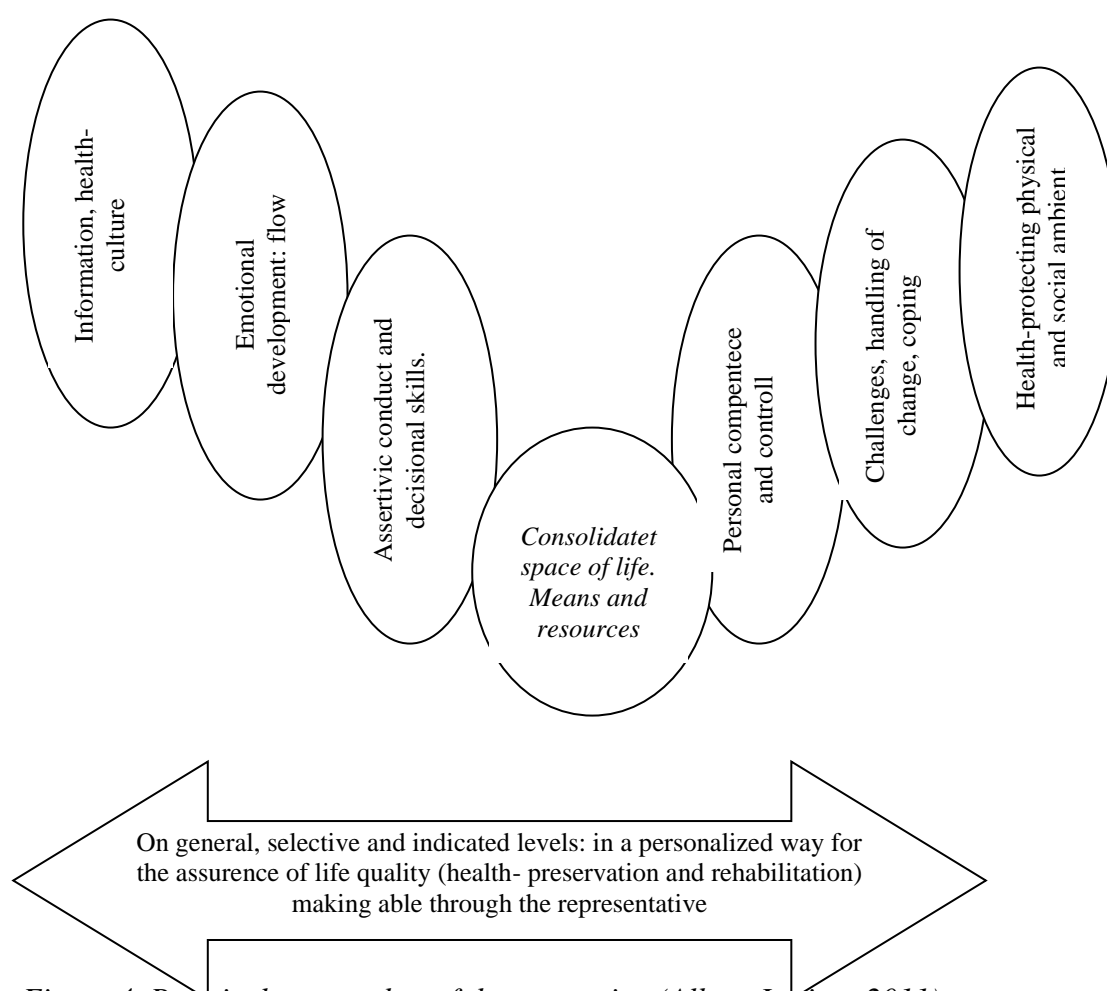 Information, health-
culture
Emotional
development: flow
Assertivic conduct and
decisional skills.
Consolidatet
space of life.
Means and
resources
Personal compentece
and controll
Challenges, handling of
change, coping
Health-protecting physical
and social ambient
On general, selective and indicated levels: in a personalized way for
the assurence of life quality (health- preservation and rehabilitation)
making able through the representative
2011)